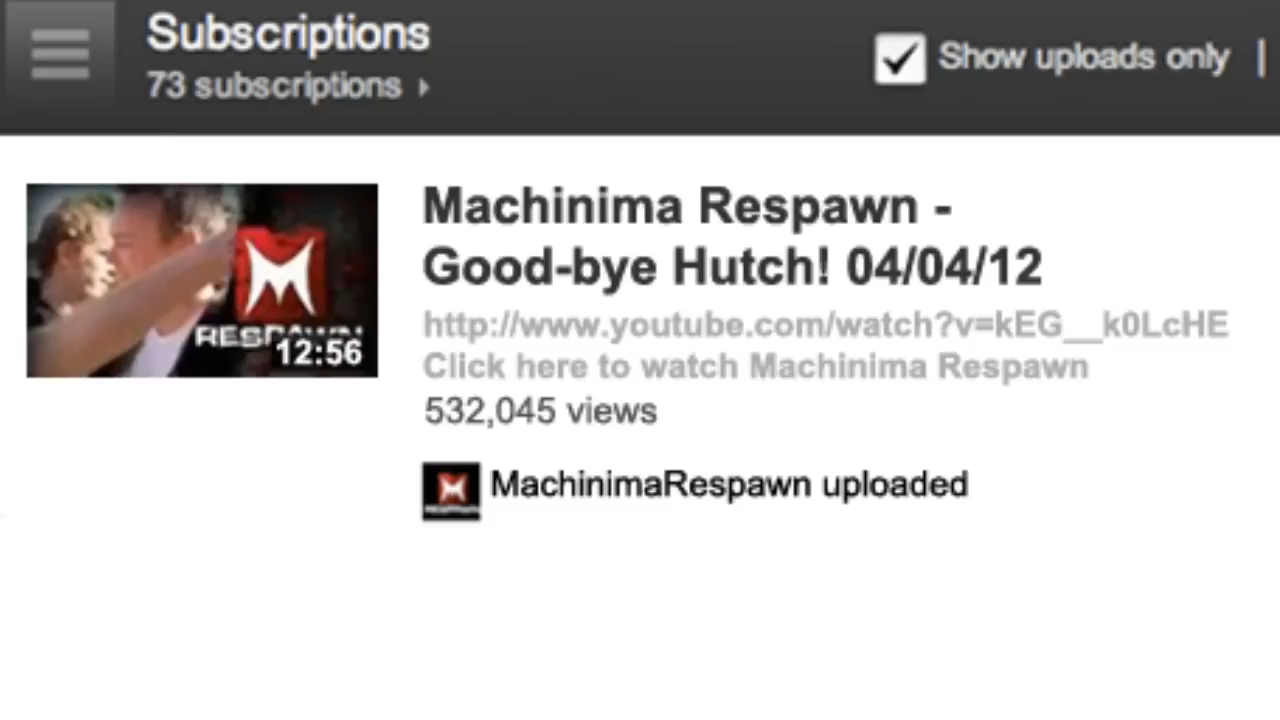 Subscriptions
73 subscriptions
Show uploads only |
Machinima Respawn -
Good-bye Hutch! 04/04/12
http://www.youtube.com/watch?v=kEG__k0LcHE
Click here to watch Machinima Respawn
532,045 views
12:56
MachinimaRespawn uploaded